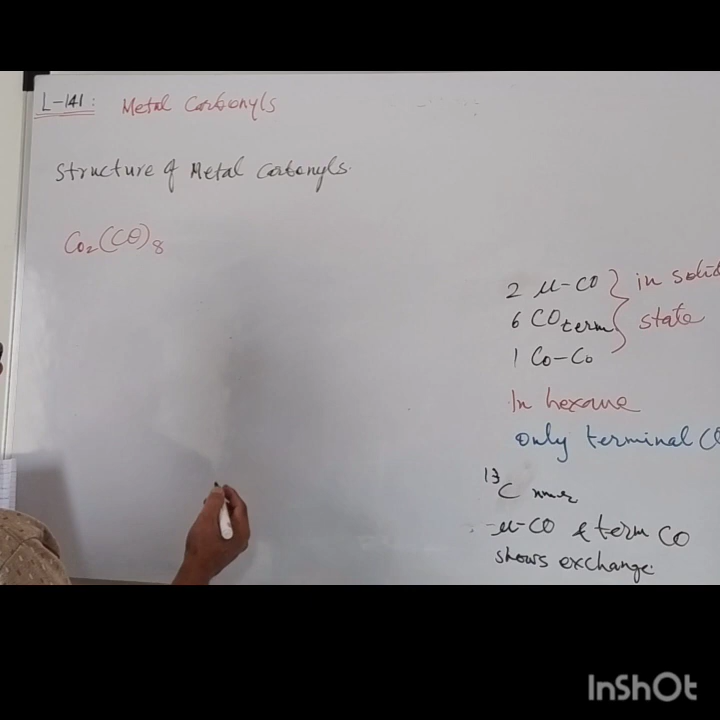 L-141: Metal Carbonyls
Structure of Metal Carbonyls.
Co2(CO)8
2 μ-CO } in solid
6 COterm } state
1 Co-Co
In hexane
only terminal CO
13C nmr
μ-CO & term CO
shows exchange.
InShOt